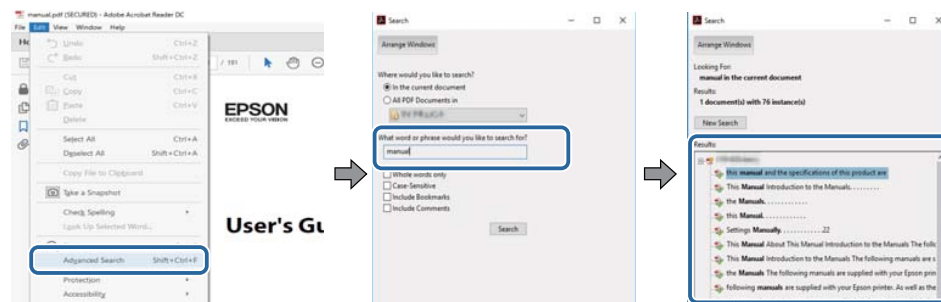 manual.pdf (SECURED) - Adobe Acrobat Reader DC
File Edit View Window Help
Undo Ctrl+Z
Redo Shift+Ctrl+Z
Cut Ctrl+X
Copy Ctrl+C
Paste Ctrl+V
Delete
Select All Ctrl+A
Deselect All Shift+Ctrl+A
Copy File to Clipboard
Take a Snapshot
Check Spelling
Look Up Selected Word...
Advanced Search Shift+Ctrl+F
Protection
Accessibility
/ 191
EPSON
EXCEED YOUR VISION
User's Gu
Search
Arrange Windows
Where would you like to search?
In the current document
All PDF Documents in
What word or phrase would you like to search for?
manual
Whole words only
Case-Sensitive
Include Bookmarks
Include Comments
Search
Search
Arrange Windows
Looking For:
manual in the current document
Results:
1 document(s) with 76 instance(s)
New Search
Results:
this manual and the specifications of this product are
This Manual Introduction to the Manuals.........
the Manuals.............
this Manual.............
Settings Manually............22
This Manual About This Manual Introduction to the Manuals The follo
This Manual Introduction to the Manuals The following manuals are s
the Manuals The following manuals are supplied with your Epson prin
following manuals are supplied with your Epson printer. As well as the